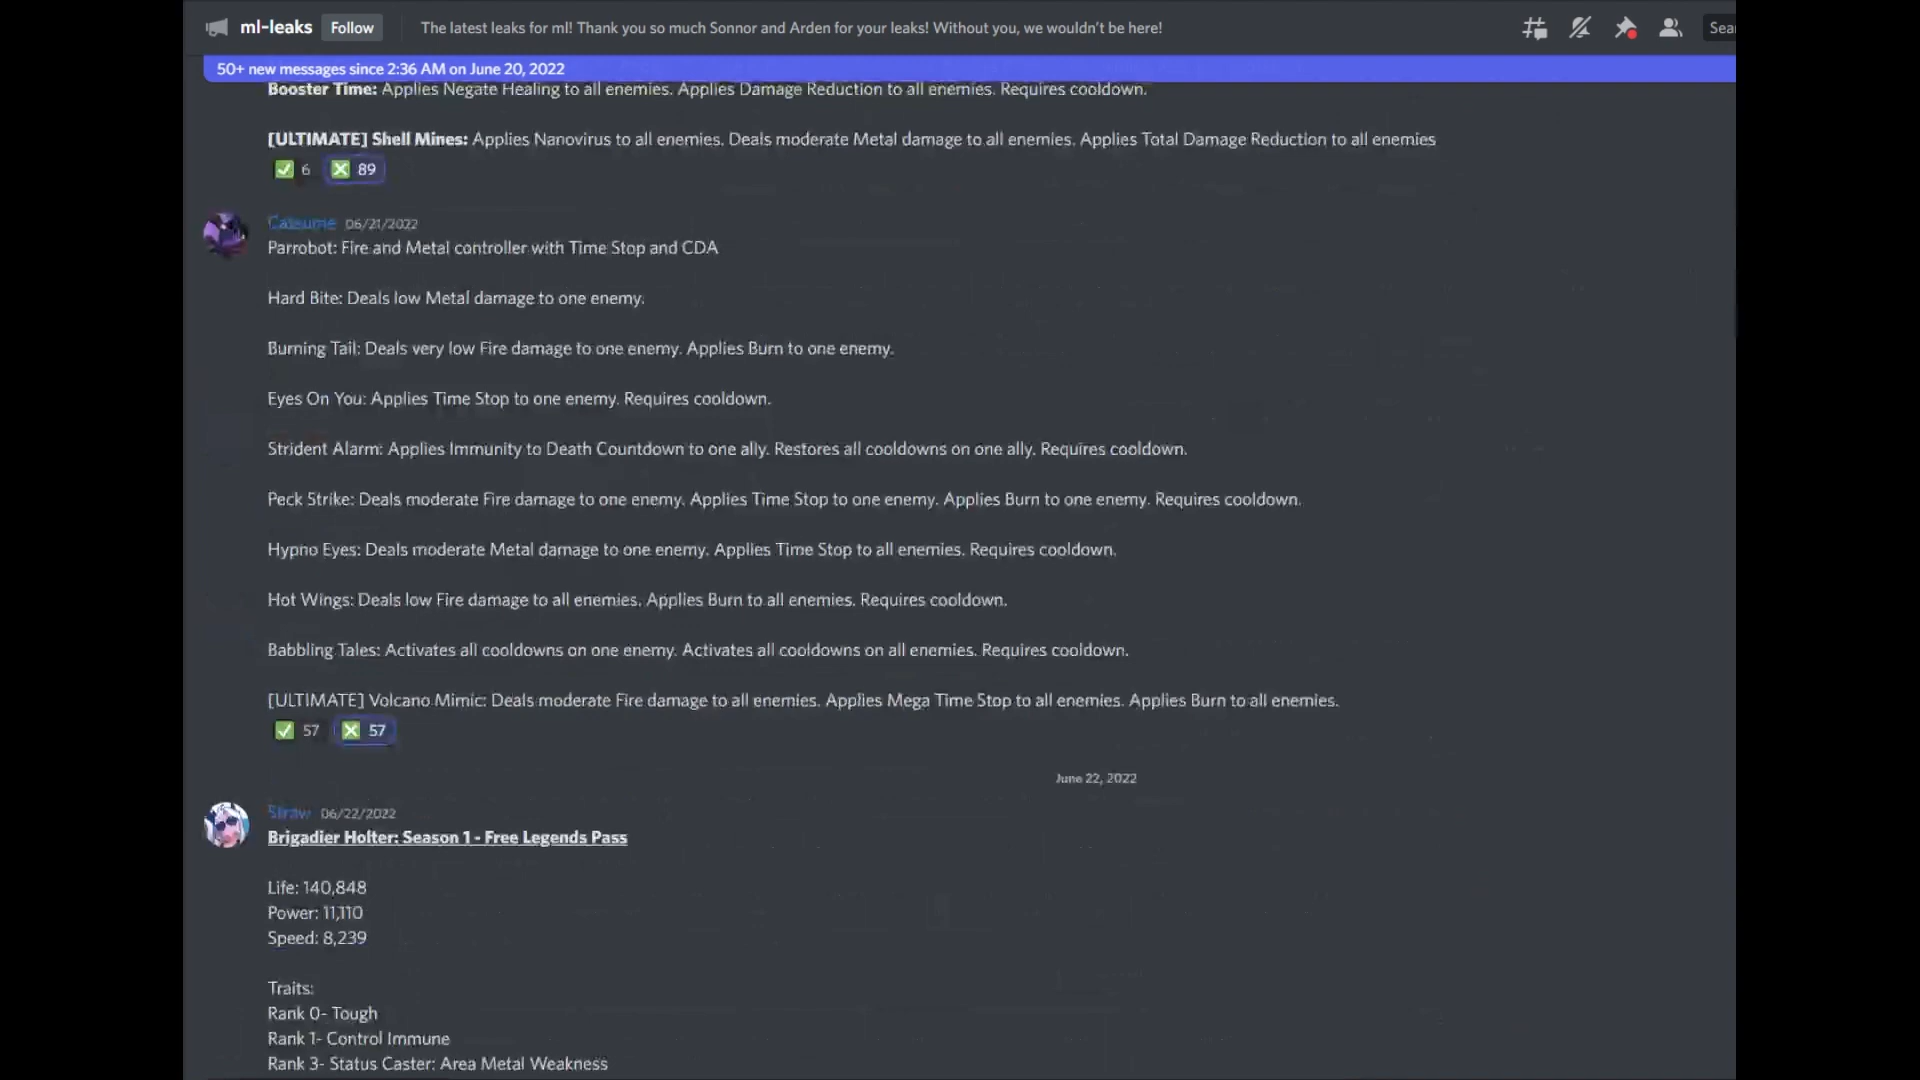 ml-leaks Follow The latest leaks for ml! Thank you so much Sonnor and Arden for your leaks! Without you, we wouldn't be here! Sea
50+ new messages since 2:36 AM on June 20, 2022
Booster Time: Applies Negate Healing to all enemies. Applies Damage Reduction to all enemies. Requires cooldown.
[ULTIMATE] Shell Mines: Applies Nanovirus to all enemies. Deals moderate Metal damage to all enemies. Applies Total Damage Reduction to all enemies
6 89
06/21/2022
Parrobot: Fire and Metal controller with Time Stop and CDA
Hard Bite: Deals low Metal damage to one enemy.
Burning Tail: Deals very low Fire damage to one enemy. Applies Burn to one enemy.
Eyes On You: Applies Time Stop to one enemy. Requires cooldown.
Strident Alarm: Applies Immunity to Death Countdown to one ally. Restores all cooldowns on one ally. Requires cooldown.
Peck Strike: Deals moderate Fire damage to one enemy. Applies Time Stop to one enemy. Applies Burn to one enemy. Requires cooldown.
Hypno Eyes: Deals moderate Metal damage to one enemy. Applies Time Stop to all enemies. Requires cooldown.
Hot Wings: Deals low Fire damage to all enemies. Applies Burn to all enemies. Requires cooldown.
Babbling Tales: Activates all cooldowns on one enemy. Activates all cooldowns on all enemies. Requires cooldown.
[ULTIMATE] Volcano Mimic: Deals moderate Fire damage to all enemies. Applies Mega Time Stop to all enemies. Applies Burn to all enemies.
57 57
June 22, 2022
Straw 06/22/2022
Brigadier Holter: Season 1 - Free Legends Pass
Life: 140,848
Power: 11,110
Speed: 8,239
Traits:
Rank 0- Tough
Rank 1- Control Immune
Rank 3- Status Caster: Area Metal Weakness